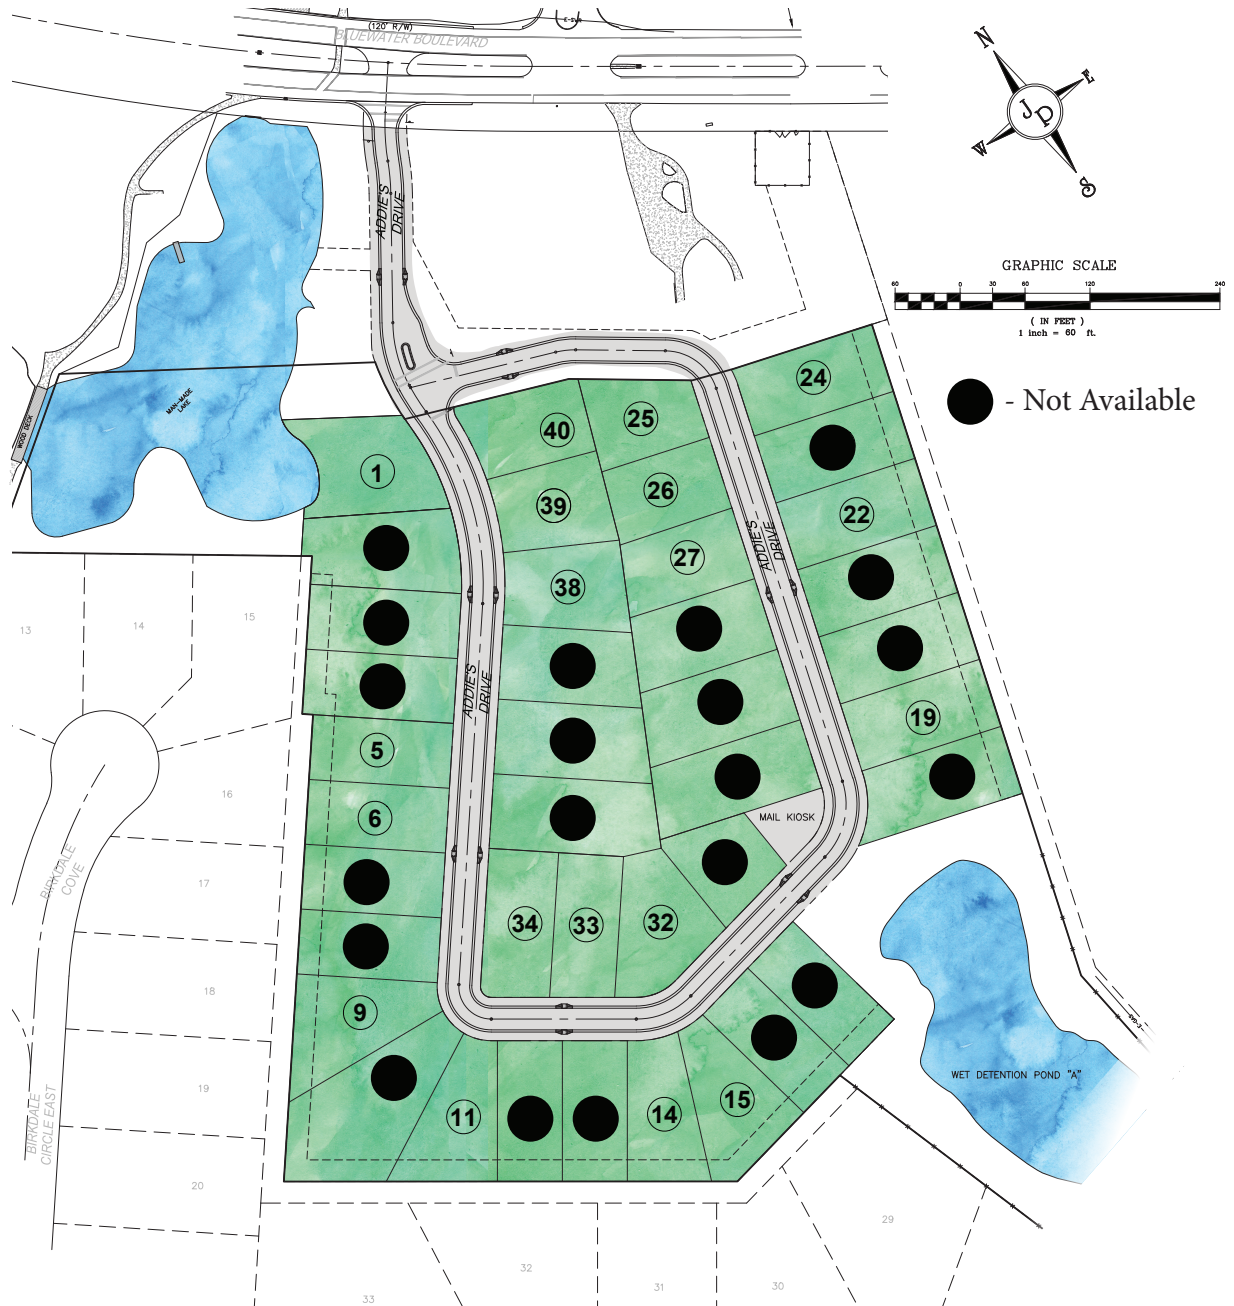 (120' R/W)
BLUEWATER BOULEVARD
N
E
J P
W
S
ADDIE'S
DRIVE
GRAPHIC SCALE
60 0 30 60 120 240
( IN FEET )
1 inch = 60 ft.
- Not Available
MAN-MADE
LAKE
WOOD DECK
24
40
25
1
39
26
22
27
38
ADDIE'S
DRIVE
13
14
15
ADDIE'S
DRIVE
19
5
6
16
MAIL KIOSK
BIRKDALE
COVE
17
34
33
32
18
9
19
WET DETENTION POND "A"
11
14
15
BIRKDALE
CIRCLE EAST
20
29
32
31
30
33